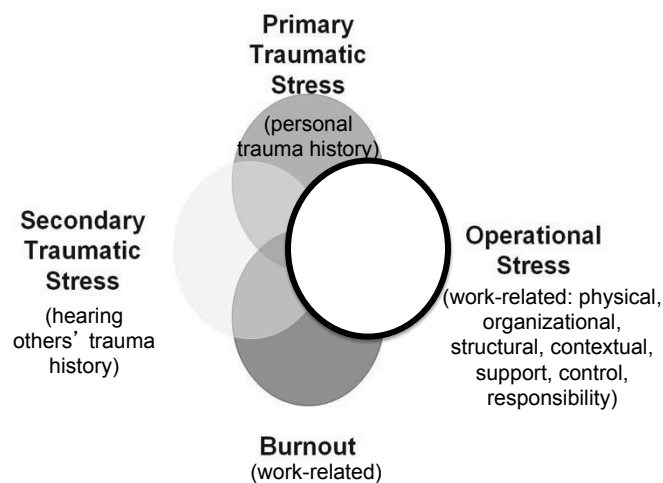 Primary
Traumatic
Stress
(personal
trauma history)
Secondary
Traumatic
Stress
(hearing
others’ trauma
history)
Operational
Stress
(work-related: physical,
organizational,
structural, contextual,
support, control,
responsibility)
Burnout
(work-related)